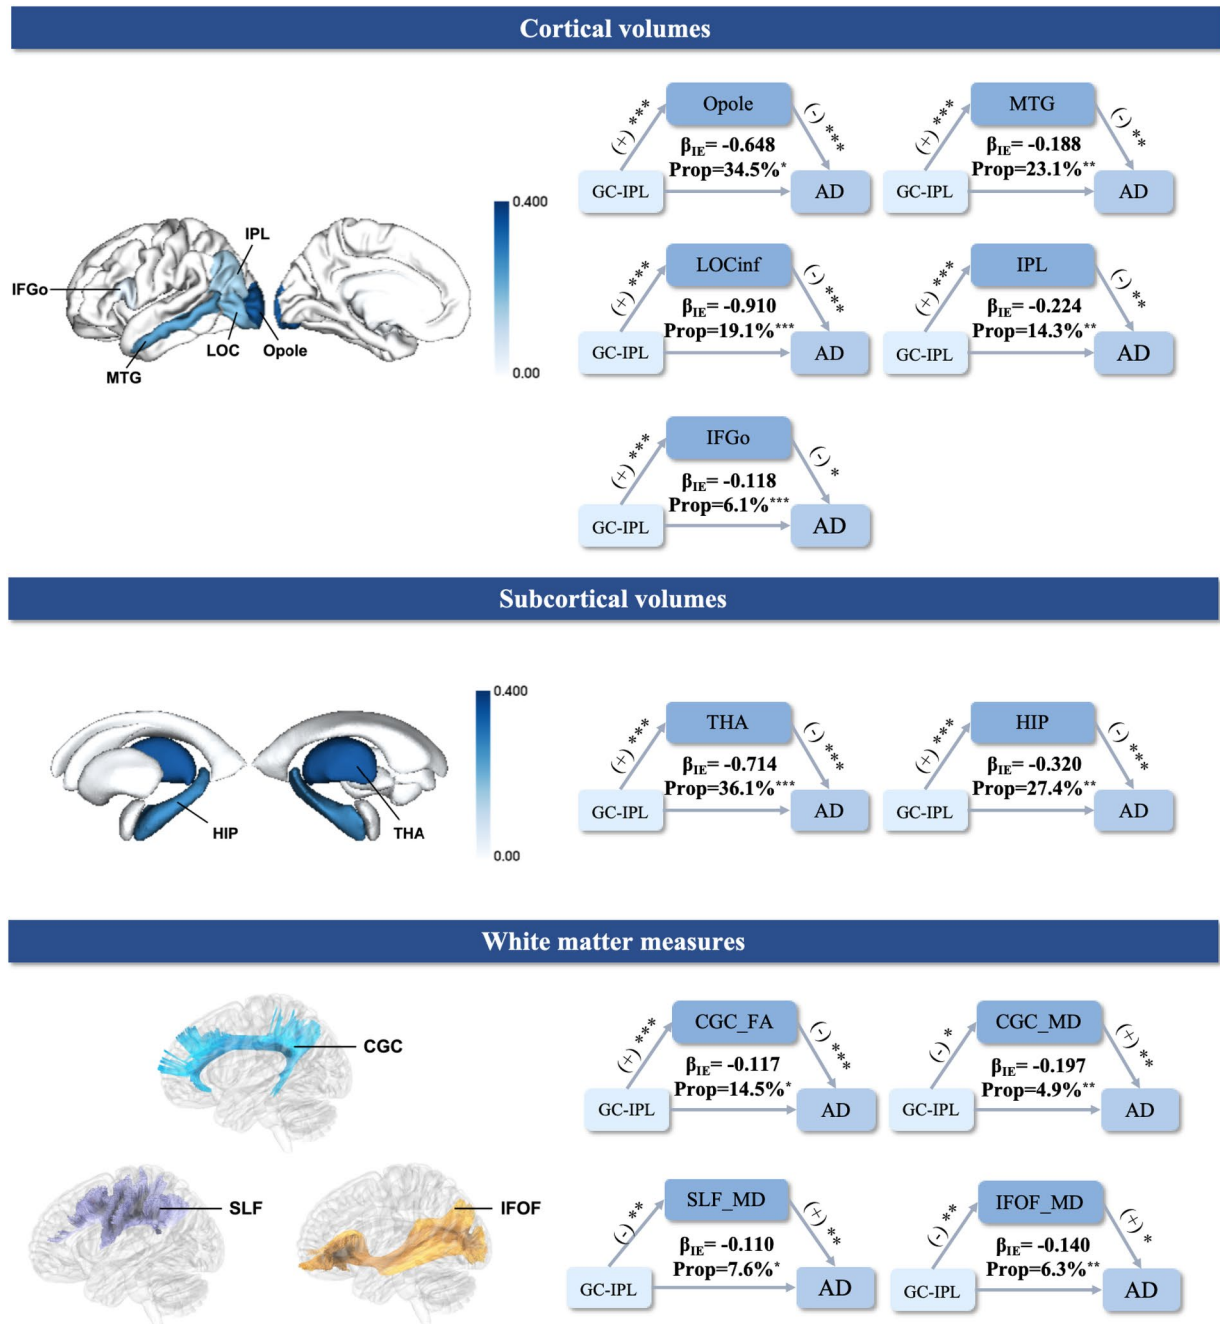 Cortical volumes
IFGo
IPL
MTG
LOC
Opole
0.400
0.00
(+) ***
Opole
(-) ***
βIE= -0.648
Prop=34.5%*
GC-IPL
AD
(+) ***
MTG
(-) **
βIE= -0.188
Prop=23.1%**
GC-IPL
AD
(+) ***
LOCinf
(-) ***
βIE= -0.910
Prop=19.1%***
GC-IPL
AD
(+) ***
IPL
(-) **
βIE= -0.224
Prop=14.3%**
GC-IPL
AD
(+) ***
IFGo
(-) *
βIE= -0.118
Prop=6.1%***
GC-IPL
AD
Subcortical volumes
HIP
THA
0.400
0.00
(+) ***
THA
(-) ***
βIE= -0.714
Prop=36.1%***
GC-IPL
AD
(+) ***
HIP
(-) ***
βIE= -0.320
Prop=27.4%**
GC-IPL
AD
White matter measures
CGC
SLF
IFOF
(+) ***
CGC_FA
(-) ***
βIE= -0.117
Prop=14.5%*
GC-IPL
AD
(-) *
CGC_MD
(+) **
βIE= -0.197
Prop=4.9%**
GC-IPL
AD
(-) **
SLF_MD
(+) **
βIE= -0.110
Prop=7.6%*
GC-IPL
AD
(-) **
IFOF_MD
(+) *
βIE= -0.140
Prop=6.3%**
GC-IPL
AD